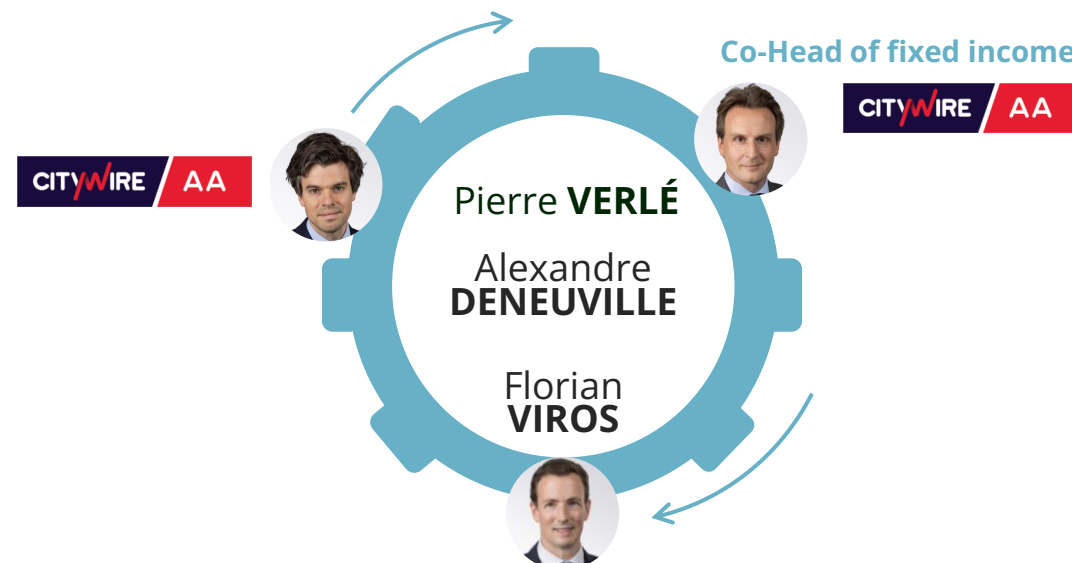 Co-Head of fixed income
CITYWIRE / AA
CITYWIRE / AA
Pierre VERLÉ
Alexandre
DENEUVILLE
Florian
VIROS